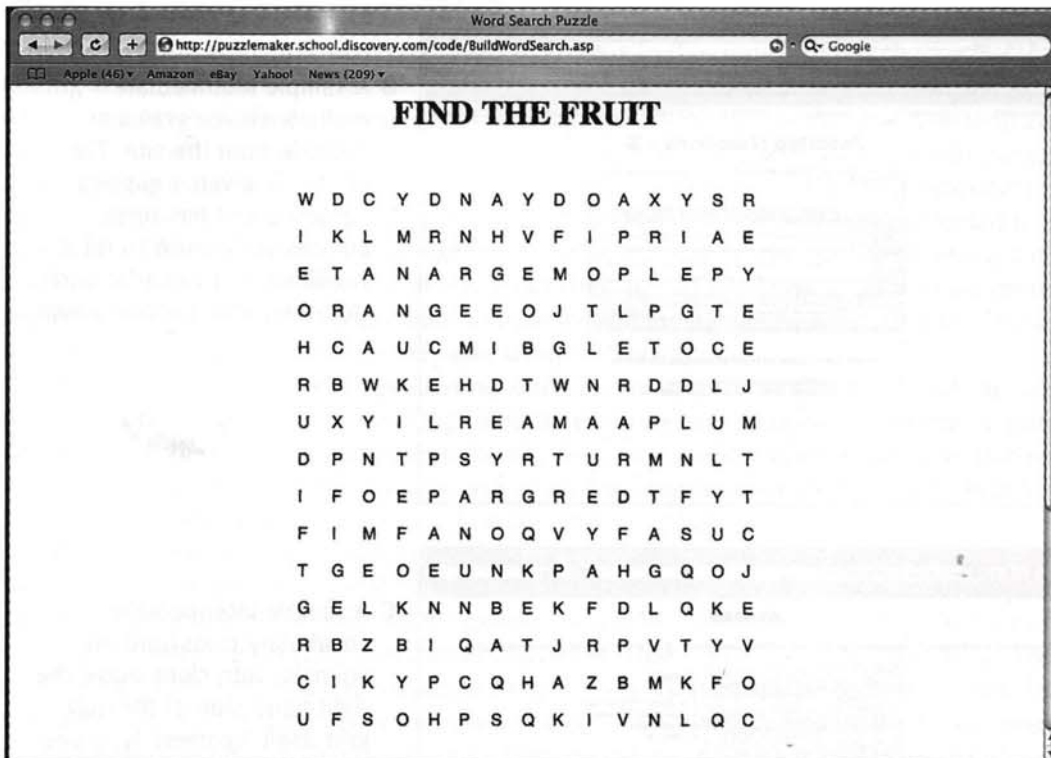 Word Search Puzzle
http://puzzlemaker.school.discovery.com/code/BuildWordSearch.asp
Google
Apple (46) Amazon eBay Yahoo! News (209)
FIND THE FRUIT
W D C Y D N A Y D O A X Y S R
I K L M R N H V F I P R I A E
E T A N A R G E M O P L E P Y
O R A N G E E O J T L P G T E
H C A U C M I B G L E T O C E
R B W K E H D T W N R D D L J
U X Y I L R E A M A A P L U M
D P N T P S Y R T U R M N L T
I F O E P A R G R E D T F Y T
F I M F A N O Q V Y F A S U C
T G E O E U N K K A H G Q O J
G E L K N N B E K F D L Q K E
R B Z B I Q A T J R P V T Y V
C I K Y P C Q H A Z B M K F O
U F S O H P S Q K I V N L Q C